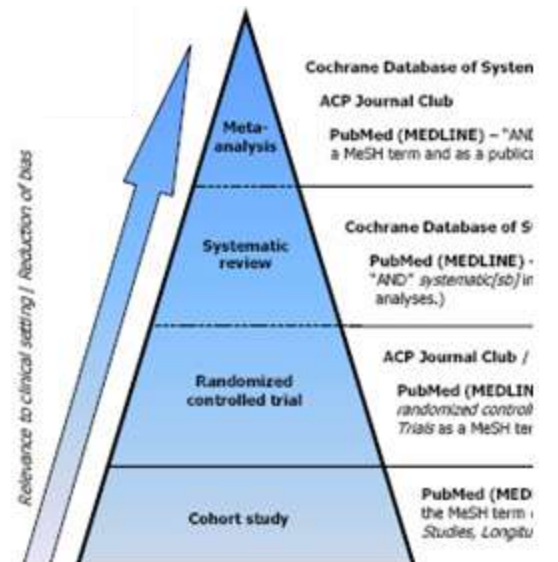 Relevance to clinical setting / Reduction of bias
Meta-
analysis
Cochrane Database of System
ACP Journal Club
PubMed (MEDLINE) – "AND
a MeSH term and as a publica
Systematic
review
Cochrane Database of S
PubMed (MEDLINE) -
"AND" systematic[sb] in
analyses.)
Randomized
controlled trial
ACP Journal Club /
PubMed (MEDLIN
randomized controll
Trials as a MeSH ter
Cohort study
PubMed (MED
the MeSH term
Studies, Longitu